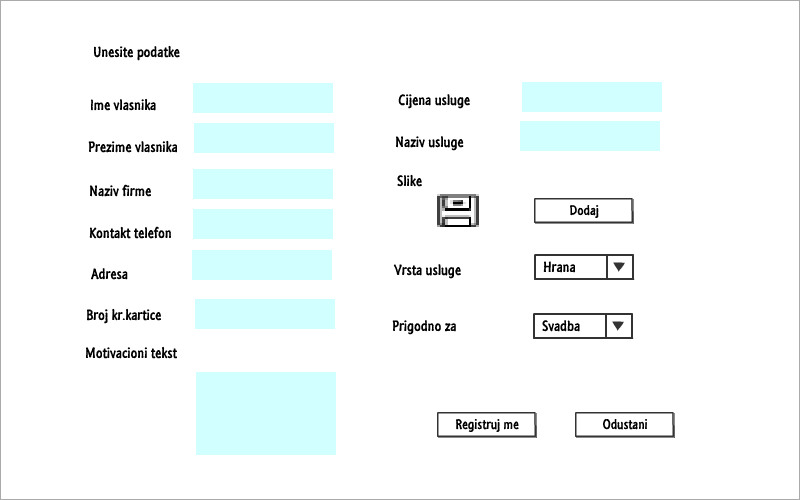 Unesite podatke
Ime vlasnika
Prezime vlasnika
Naziv firme
Kontakt telefon
Adresa
Broj kr.kartice
Motivacioni tekst
Cijena usluge
Naziv usluge
Slike
Dodaj
Vrsta usluge
Hrana
Prigodno za
Svadba
Registruj me
Odustani